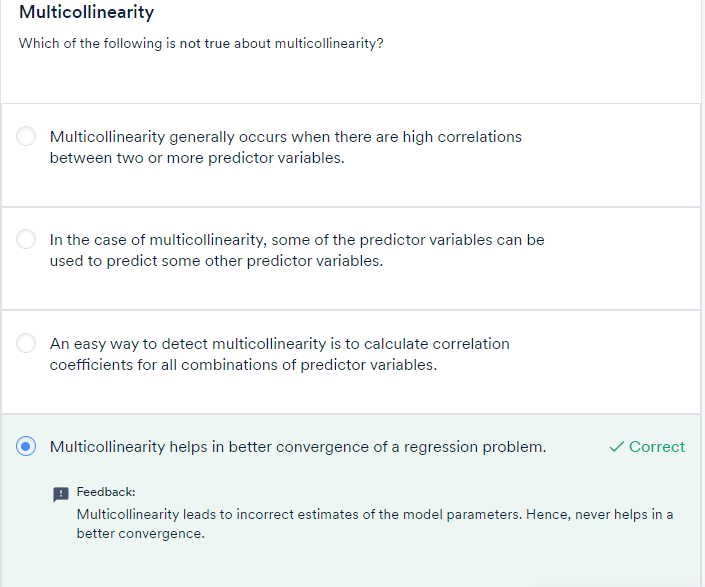 Multicollinearity
Which of the following is not true about multicollinearity?
Multicollinearity generally occurs when there are high correlations
between two or more predictor variables.
In the case of multicollinearity, some of the predictor variables can be
used to predict some other predictor variables.
An easy way to detect multicollinearity is to calculate correlation
coefficients for all combinations of predictor variables.
Multicollinearity helps in better convergence of a regression problem.
✓ Correct
Feedback:
Multicollinearity leads to incorrect estimates of the model parameters. Hence, never helps in a
better convergence.